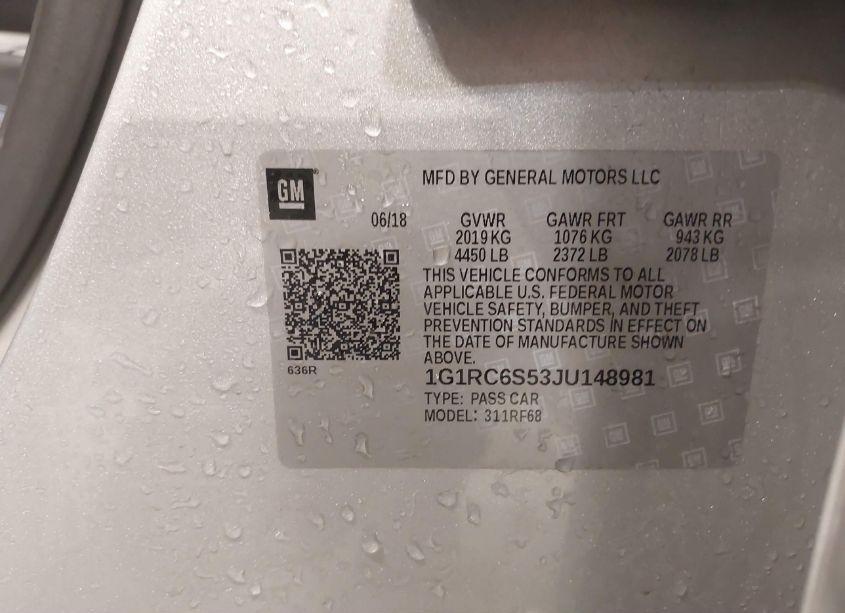 GM
MFD BY GENERAL MOTORS LLC
06/18 GVWR GAWR FRT GAWR RR
2019 KG 1076 KG 943 KG
4450 LB 2372 LB 2078 LB
THIS VEHICLE CONFORMS TO ALL
APPLICABLE U.S. FEDERAL MOTOR
VEHICLE SAFETY, BUMPER, AND THEFT
PREVENTION STANDARDS IN EFFECT ON
THE DATE OF MANUFACTURE SHOWN
ABOVE.
636R
1G1RC6S53JU148981
TYPE: PASS CAR
MODEL: 311RF68